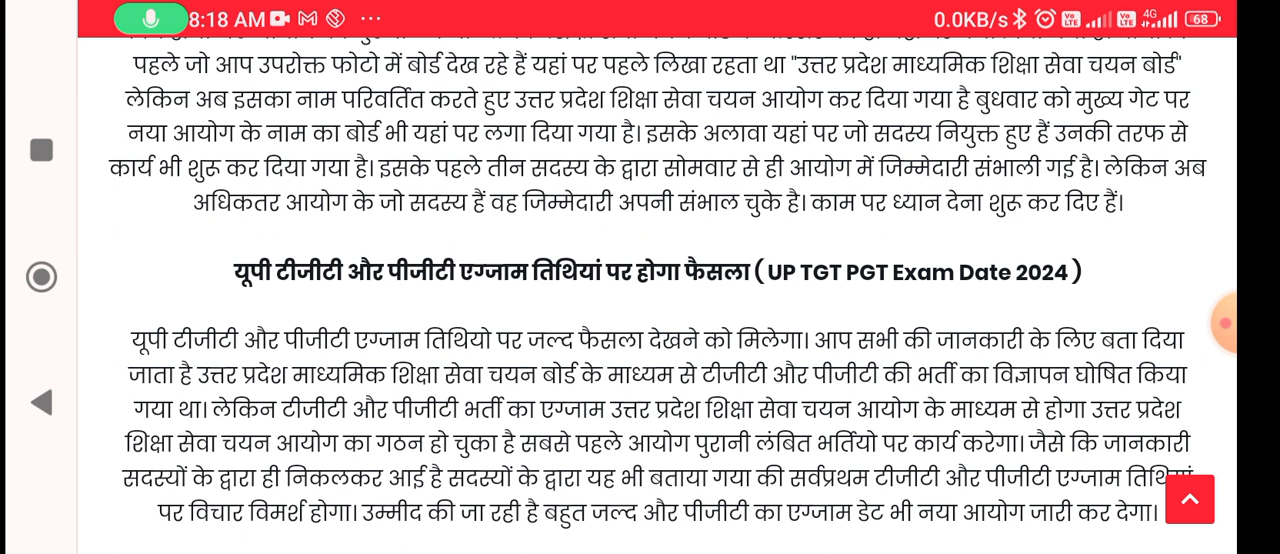 8:18 AM ... 0.0KB/s Vo LTE Vo LTE 4G 68
पहले जो आप उपरोक्त फोटो में बोर्ड देख रहे हैं यहां पर पहले लिखा रहता था "उत्तर प्रदेश माध्यमिक शिक्षा सेवा चयन बोर्ड"
लेकिन अब इसका नाम परिवर्तित करते हुए उत्तर प्रदेश शिक्षा सेवा चयन आयोग कर दिया गया है बुधवार को मुख्य गेट पर
नया आयोग के नाम का बोर्ड भी यहां पर लगा दिया गया है। इसके अलावा यहां पर जो सदस्य नियुक्त हुए हैं उनकी तरफ से
कार्य भी शुरू कर दिया गया है। इसके पहले तीन सदस्य के द्वारा सोमवार से ही आयोग में जिम्मेदारी संभाली गई है। लेकिन अब
अधिकतर आयोग के जो सदस्य हैं वह जिम्मेदारी अपनी संभाल चुके है। काम पर ध्यान देना शुरू कर दिए हैं।
यूपी टीजीटी और पीजीटी एग्जाम तिथियां पर होगा फैसला ( UP TGT PGT Exam Date 2024 )
यूपी टीजीटी और पीजीटी एग्जाम तिथियो पर जल्द फैसला देखने को मिलेगा। आप सभी की जानकारी के लिए बता दिया
जाता है उत्तर प्रदेश माध्यमिक शिक्षा सेवा चयन बोर्ड के माध्यम से टीजीटी और पीजीटी की भर्ती का विज्ञापन घोषित किया
गया था। लेकिन टीजीटी और पीजीटी भर्ती का एग्जाम उत्तर प्रदेश शिक्षा सेवा चयन आयोग के माध्यम से होगा उत्तर प्रदेश
शिक्षा सेवा चयन आयोग का गठन हो चुका है सबसे पहले आयोग पुरानी लंबित भर्तियो पर कार्य करेगा। जैसे कि जानकारी
सदस्यों के द्वारा ही निकलकर आई है सदस्यों के द्वारा यह भी बताया गया की सर्वप्रथम टीजीटी और पीजीटी एग्जाम तिथियां
पर विचार विमर्श होगा। उम्मीद की जा रही है बहुत जल्द और पीजीटी का एग्जाम डेट भी नया आयोग जारी कर देगा।